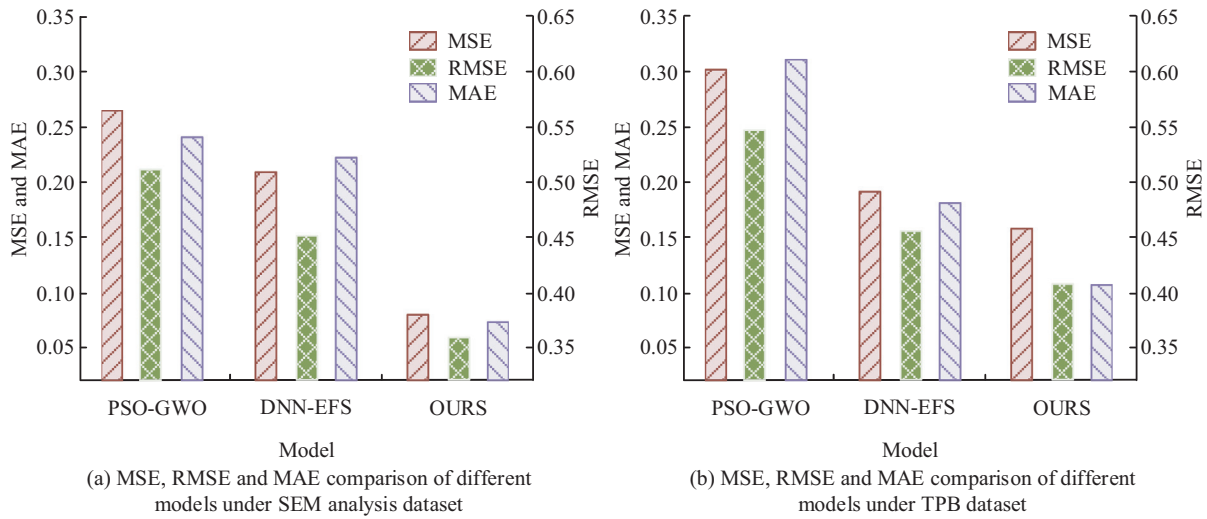 0.35
0.30
0.25
0.20
0.15
0.10
0.05
MSE and MAE
MSE
RMSE
MAE
0.65
0.60
0.55
0.50
0.45
0.40
0.35
RMSE
PSO-GWO
DNN-EFS
OURS
Model
(a) MSE, RMSE and MAE comparison of different
models under SEM analysis dataset
0.35
0.30
0.25
0.20
0.15
0.10
0.05
MSE and MAE
MSE
RMSE
MAE
0.65
0.60
0.55
0.50
0.45
0.40
0.35
RMSE
PSO-GWO
DNN-EFS
OURS
Model
(b) MSE, RMSE and MAE comparison of different
models under TPB dataset